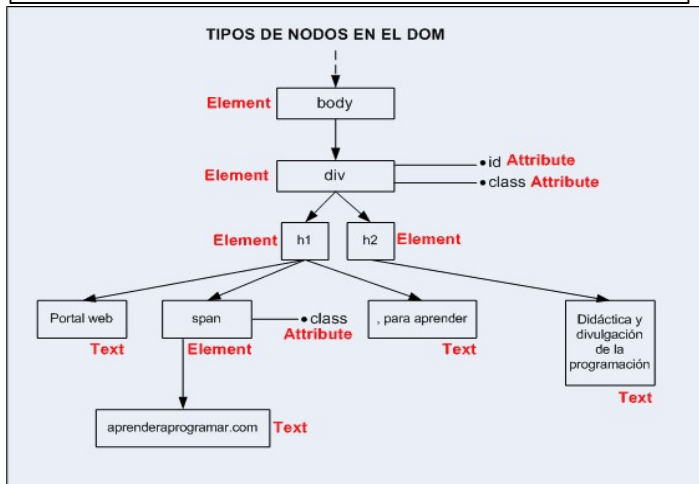 TIPOS DE NODOS EN EL DOM
Element
body
Element
div
id Attribute
class Attribute
Element
h1
h2
Element
Portal web
Text
span
Element
class
Attribute
, para aprender
Text
Didáctica y
divulgación
de la
programación
Text
aprenderaprogramar.com
Text